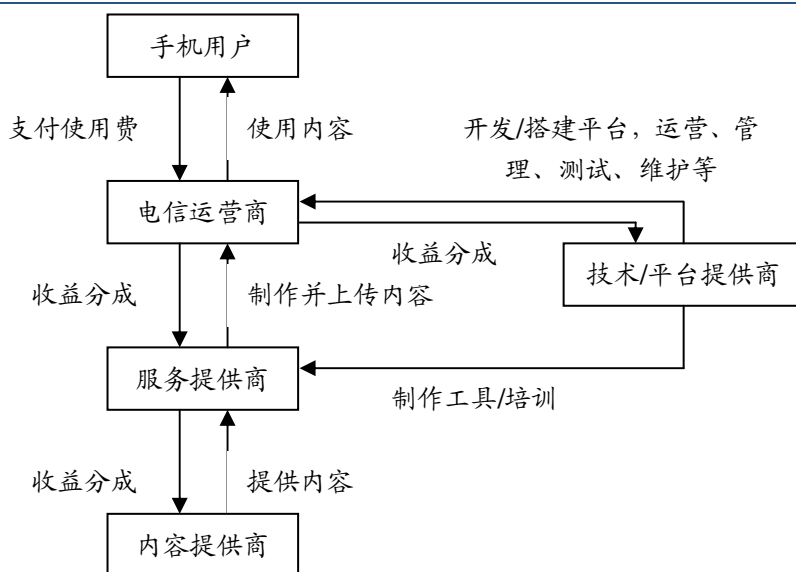 手机用户
支付使用费
使用内容
开发/搭建平台，运营、管
理、测试、维护等
电信运营商
收益分成
技术/平台提供商
收益分成
制作并上传内容
服务提供商
制作工具/培训
收益分成
提供内容
内容提供商